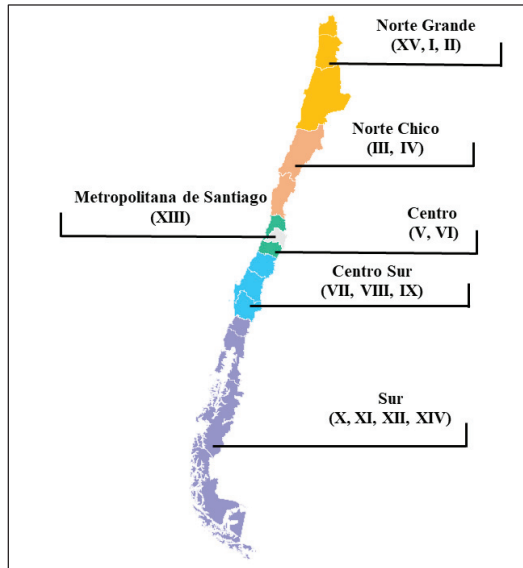 Norte Grande
(XV, I, II)
Norte Chico
(III, IV)
Metropolitana de Santiago
(XIII)
Centro
(V, VI)
Centro Sur
(VII, VIII, IX)
Sur
(X, XI, XII, XIV)